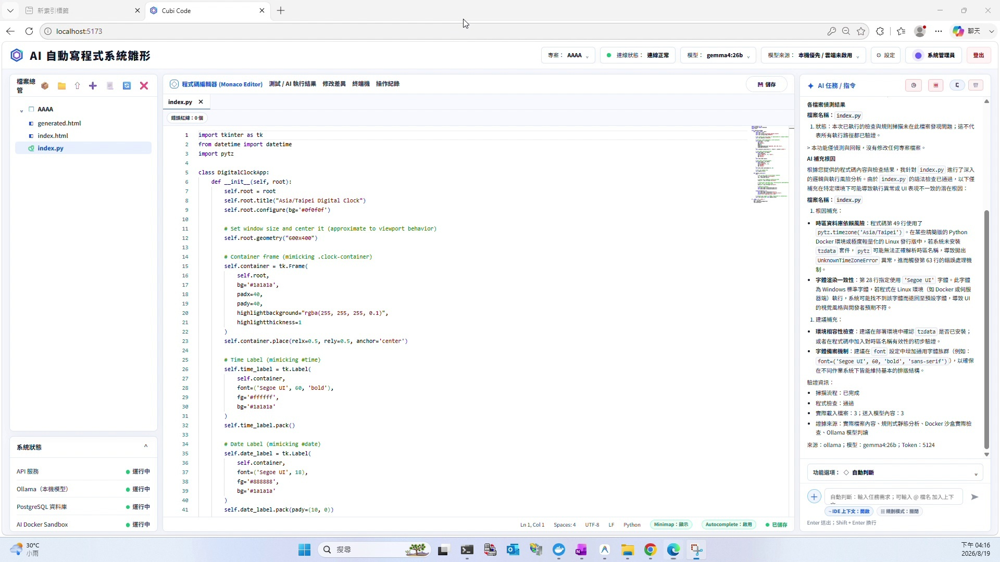 新索引標籤
Cubi Code
localhost:5173
聊天
AI 自動寫程式系統雛形
專案： AAAA
連線狀態： 連線正常
模型： gemma4:26b
模型來源： 本機優先 / 雲端未啟用
設定
系統管理員
登出
檔案總管
AAAA
generated.html
index.html
index.py
系統狀態
API 服務 運行中
Ollama（本機模型） 運行中
PostgreSQL 資料庫 運行中
AI Docker Sandbox 運行中
程式碼編輯器 (Monaco Editor) 測試 / AI 執行結果 修改差異 終端機 操作紀錄
儲存
index.py
錯誤紅線：0 個
1 import tkinter as tk
2 from datetime import datetime
3 import pytz
4
5 class DigitalClockApp:
6 def __init__(self, root):
7 self.root = root
8 self.root.title("Asia/Taipei Digital Clock")
9 self.root.configure(bg='#0f0f0f')
10
11 # Set window size and center it (approximate to viewport behavior)
12 self.root.geometry("600x400")
13
14 # Container frame (mimicking .clock-container)
15 self.container = tk.Frame(
16 self.root,
17 bg='#1a1a1a',
18 padx=40,
19 pady=40,
20 highlightbackground="rgba(255, 255, 255, 0.1)",
21 highlightthickness=1
22 )
23 self.container.place(relx=0.5, rely=0.5, anchor='center')
24
25 # Time Label (mimicking #time)
26 self.time_label = tk.Label(
27 self.container,
28 font=('Segoe UI', 60, 'bold'),
29 fg='#ffffff',
30 bg='#1a1a1a'
31 )
32 self.time_label.pack()
33
34 # Date Label (mimicking #date)
35 self.date_label = tk.Label(
36 self.container,
37 font=('Segoe UI', 18),
38 fg='#888888',
39 bg='#1a1a1a'
40 )
41 self.date_label.pack(pady=(10, 0))
Ln 1, Col 1 Spaces: 4 UTF-8 LF Python Minimap：顯示 Autocomplete：啟用 已儲存
AI 任務 / 指令
各檔案偵測結果
檔案名稱： index.py
1. 狀態：本次已執行的檢查與規則掃描未在此檔案發現問題；這不代
表所有執行路徑都已驗證。
> 本功能僅偵測與回報，沒有修改任何專案檔案。
AI 補充根因
根據您提供的程式碼內容與檢查結果，我針對 index.py 進行了深入
的邏輯與執行風險分析。由於 index.py 的語法檢查已通過，以下僅
補充在特定環境下可能導致執行異常或 UI 表現不一致的潛在根因：
檔案名稱： index.py
1. 根因補充：
• 時區資料庫依賴風險：程式碼第 49 行使用了
pytz.timezone('Asia/Taipei') 。在某些精簡版的 Python
Docker 環境或極度輕量化的 Linux 發行版中，若系統未安裝
tzdata 套件， pytz 可能無法正確解析時區名稱，導致拋出
UnknownTimeZoneError 異常，進而觸發第 63 行的錯誤處理機
制。
• 字體渲染一致性：第 28 行指定使用 'Segoe UI' 字體。此字體
為 Windows 標準字體，若程式在 Linux 環境（如 Docker 或伺服
器端）執行，系統可能找不到該字體而退回至預設字體，導致 UI
的視覺風格與開發者預期不符。
1. 建議補充：
• 環境相容性檢查：建議在部署環境中確認 tzdata 是否已安裝；
或者在程式碼中加入對時區名稱有效性的初步驗證。
• 字體備案機制：建議在 font 設定中增加通用字體族群（例如：
font=('Segoe UI', 60, 'bold', 'sans-serif') ），以確保
在不同作業系統下皆能維持基本的排版結構。
驗證資訊：
• 掃描流程：已完成
• 程式檢查：通過
• 實際載入檔案：3；送入模型內容：3
• 證據來源：實際檔案內容、規則式靜態分析、Docker 沙盒實際檢
查、Ollama 模型判讀
來源：ollama；模型：gemma4:26b；Token：5124
功能選項： ◇ 自動判斷
自動判斷：輸入任務需求；可輸入 @ 檔名 加入上下
IDE 上下文：開啟 規劃模式：關閉
Enter 送出；Shift + Enter 換行
30°C
小雨
搜尋
下午 04:16
2026/8/19